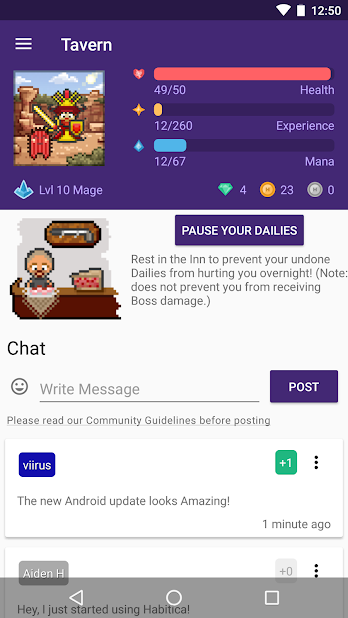 12:50
Tavern
49/50 Health
12/260 Experience
12/67 Mana
Lvl 10 Mage 4 23 0
PAUSE YOUR DAILIES
Rest in the Inn to prevent your undone
Dailies from hurting you overnight! (Note:
does not prevent you from receiving
Boss damage.)
Chat
Write Message POST
Please read our Community Guidelines before posting
viirus +1
The new Android update looks Amazing!
1 minute ago
Aiden H +0
Hey, I just started using Habitica!